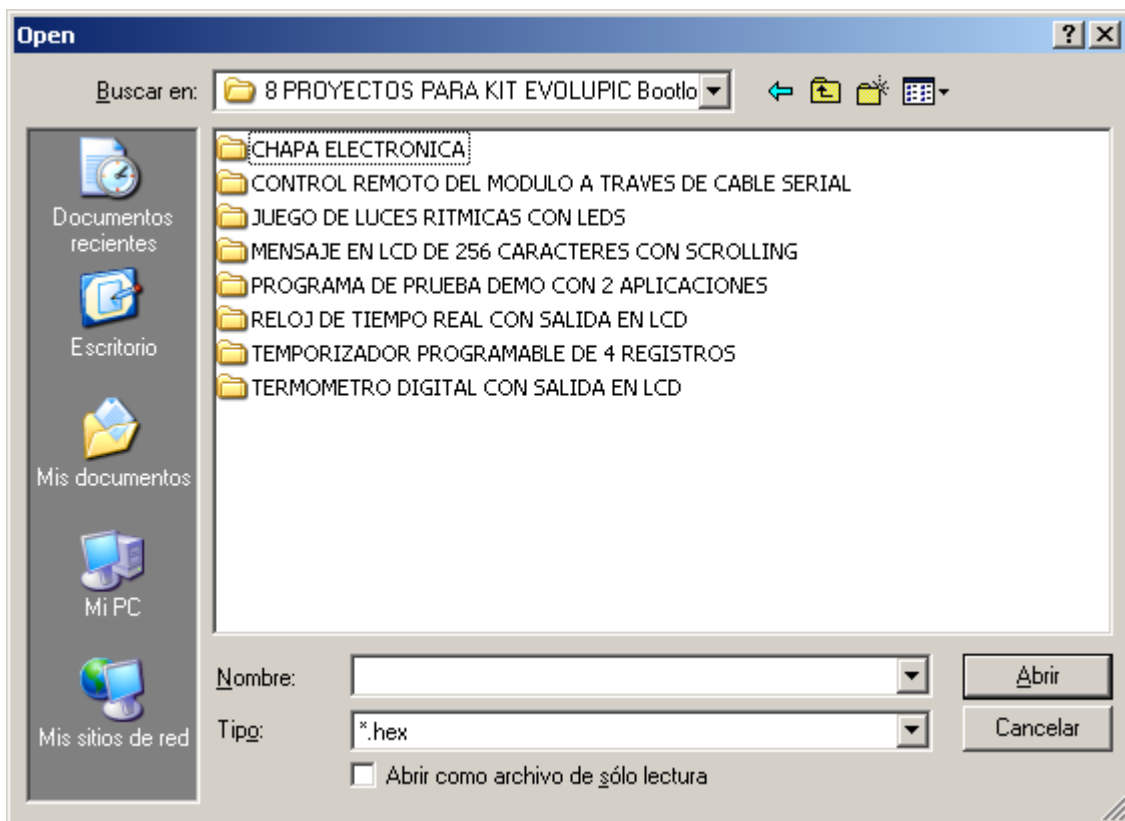 Open
Buscar en:
8 PROYECTOS PARA KIT EVOLUPIC Bootlo
Documentos
recientes
Escritorio
Mis documentos
Mi PC
Mis sitios de red
CHAPA ELECTRONICA
CONTROL REMOTO DEL MODULO A TRAVES DE CABLE SERIAL
JUEGO DE LUCES RITMICAS CON LEDS
MENSAJE EN LCD DE 256 CARACTERES CON SCROLLING
PROGRAMA DE PRUEBA DEMO CON 2 APLICACIONES
RELOJ DE TIEMPO REAL CON SALIDA EN LCD
TEMPORIZADOR PROGRAMABLE DE 4 REGISTROS
TERMOMETRO DIGITAL CON SALIDA EN LCD
Nombre:
Abrir
Tipo:
*.hex
Cancelar
Abrir como archivo de sólo lectura